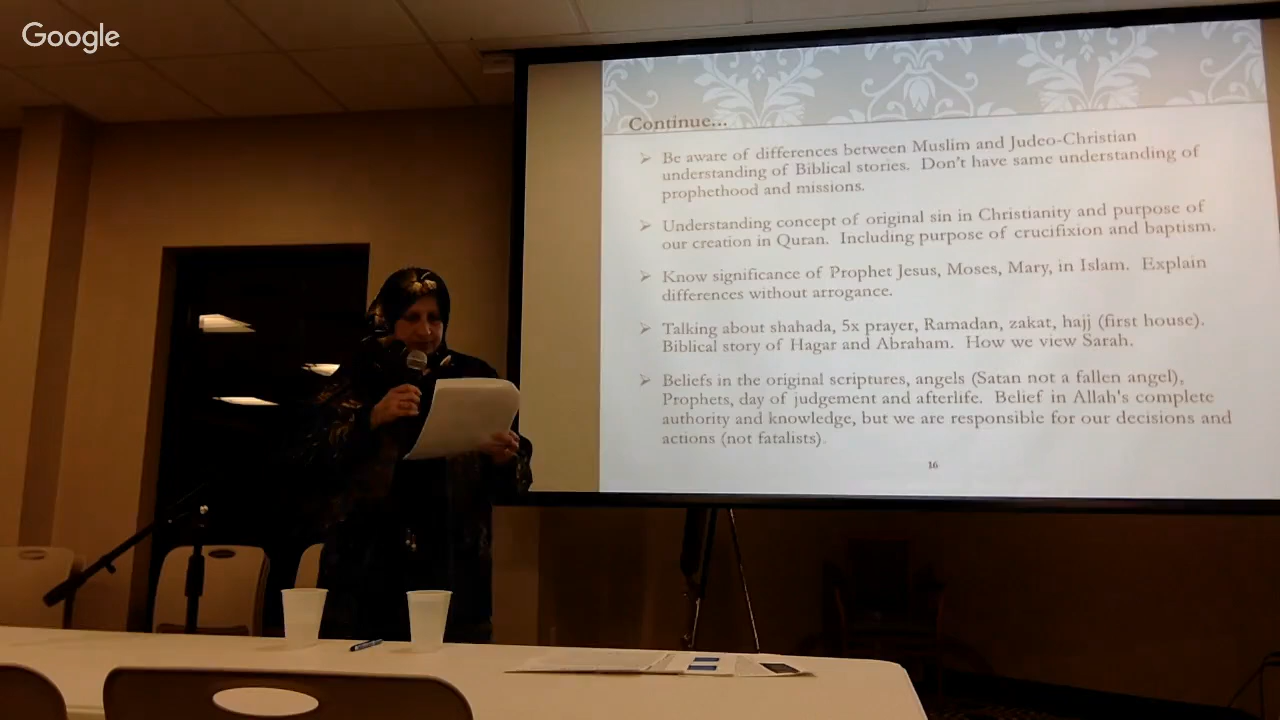 Google
Continue...
➢ Be aware of differences between Muslim and Judeo-Christian
understanding of Biblical stories. Don't have same understanding of
prophethood and missions.
➢ Understanding concept of original sin in Christianity and purpose of
our creation in Quran. Including purpose of crucifixion and baptism.
➢ Know significance of Prophet Jesus, Moses, Mary, in Islam. Explain
differences without arrogance.
➢ Talking about shahada, 5x prayer, Ramadan, zakat, hajj (first house).
Biblical story of Hagar and Abraham. How we view Sarah.
➢ Beliefs in the original scriptures, angels (Satan not a fallen angel),
Prophets, day of judgement and afterlife. Belief in Allah's complete
authority and knowledge, but we are responsible for our decisions and
actions (not fatalists).
16